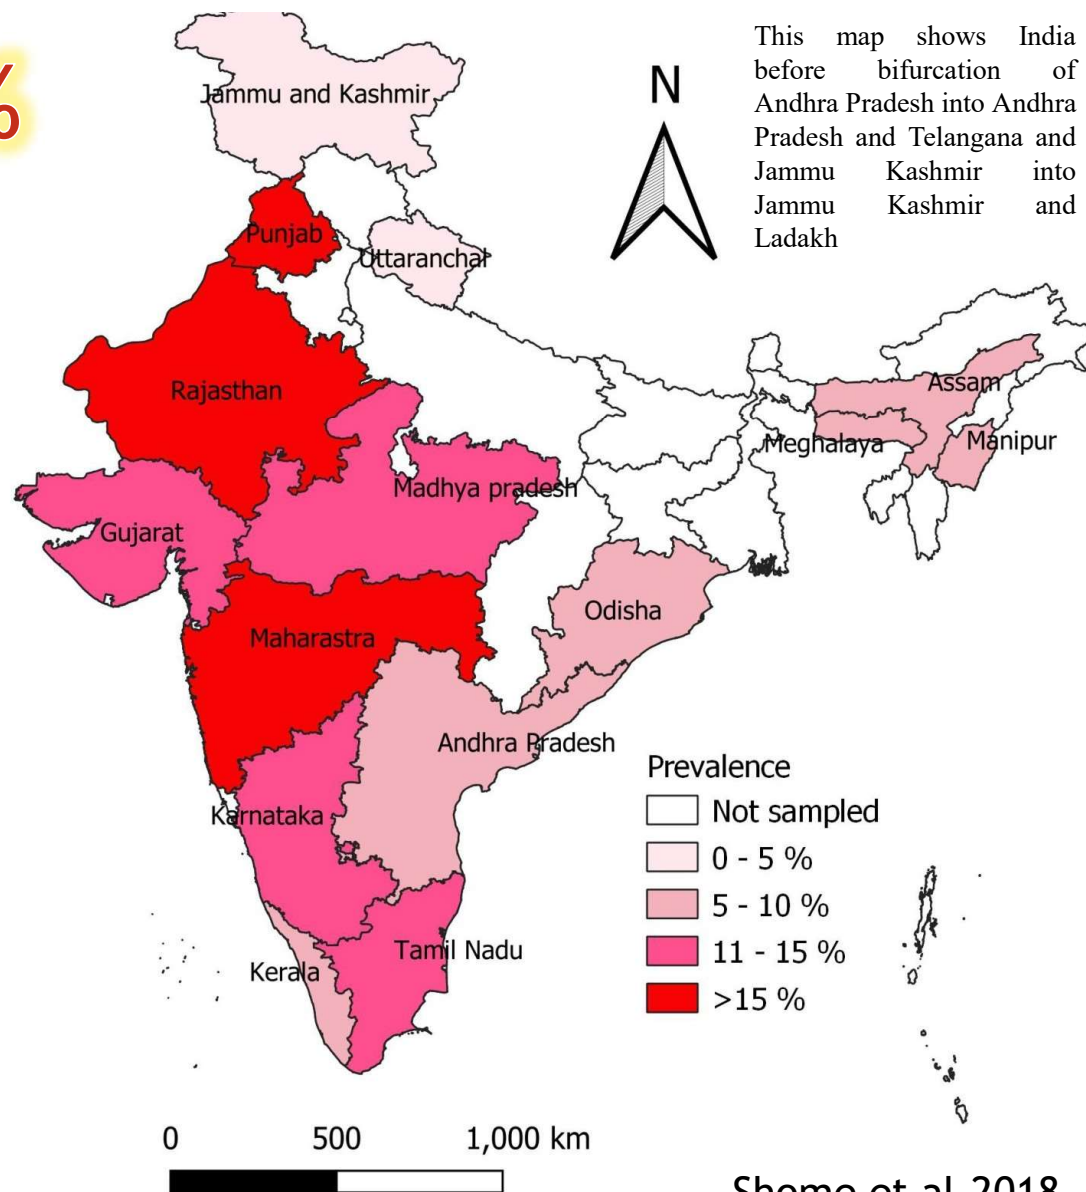 %
This map shows India
before bifurcation of
Andhra Pradesh into Andhra
Pradesh and Telangana and
Jammu Kashmir into
Jammu Kashmir and
Ladakh
N
Jammu and Kashmir
Punjab
Uttaranchal
Rajasthan
Assam
Meghalaya
Manipur
Madhya pradesh
Gujarat
Odisha
Maharastra
Andhra Pradesh
Karnataka
Tamil Nadu
Kerala
Prevalence
Not sampled
0 - 5 %
5 - 10 %
11 - 15 %
>15 %
0 500 1,000 km
et al 2018